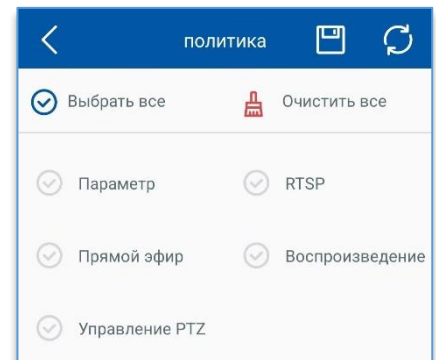 политика
Выбрать все Очистить все
Параметр RTSP
Прямой эфир Воспроизведение
Управление PTZ